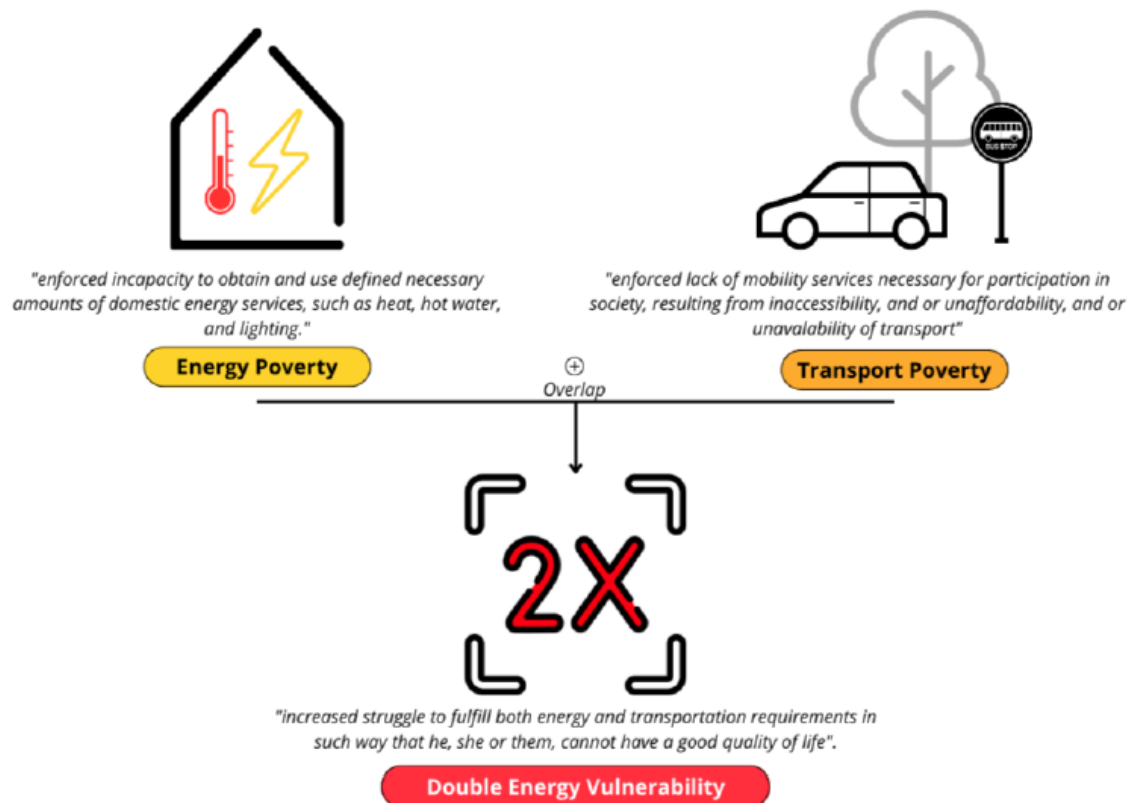 BUS STOP
"enforced incapacity to obtain and use defined necessary
amounts of domestic energy services, such as heat, hot water,
and lighting."
Energy Poverty
"enforced lack of mobility services necessary for participation in
society, resulting from inaccessibility, and or unaffordability, and or
unavalability of transport"
Transport Poverty
Overlap
2X
"increased struggle to fulfill both energy and transportation requirements in
such way that he, she or them, cannot have a good quality of life".
Double Energy Vulnerability